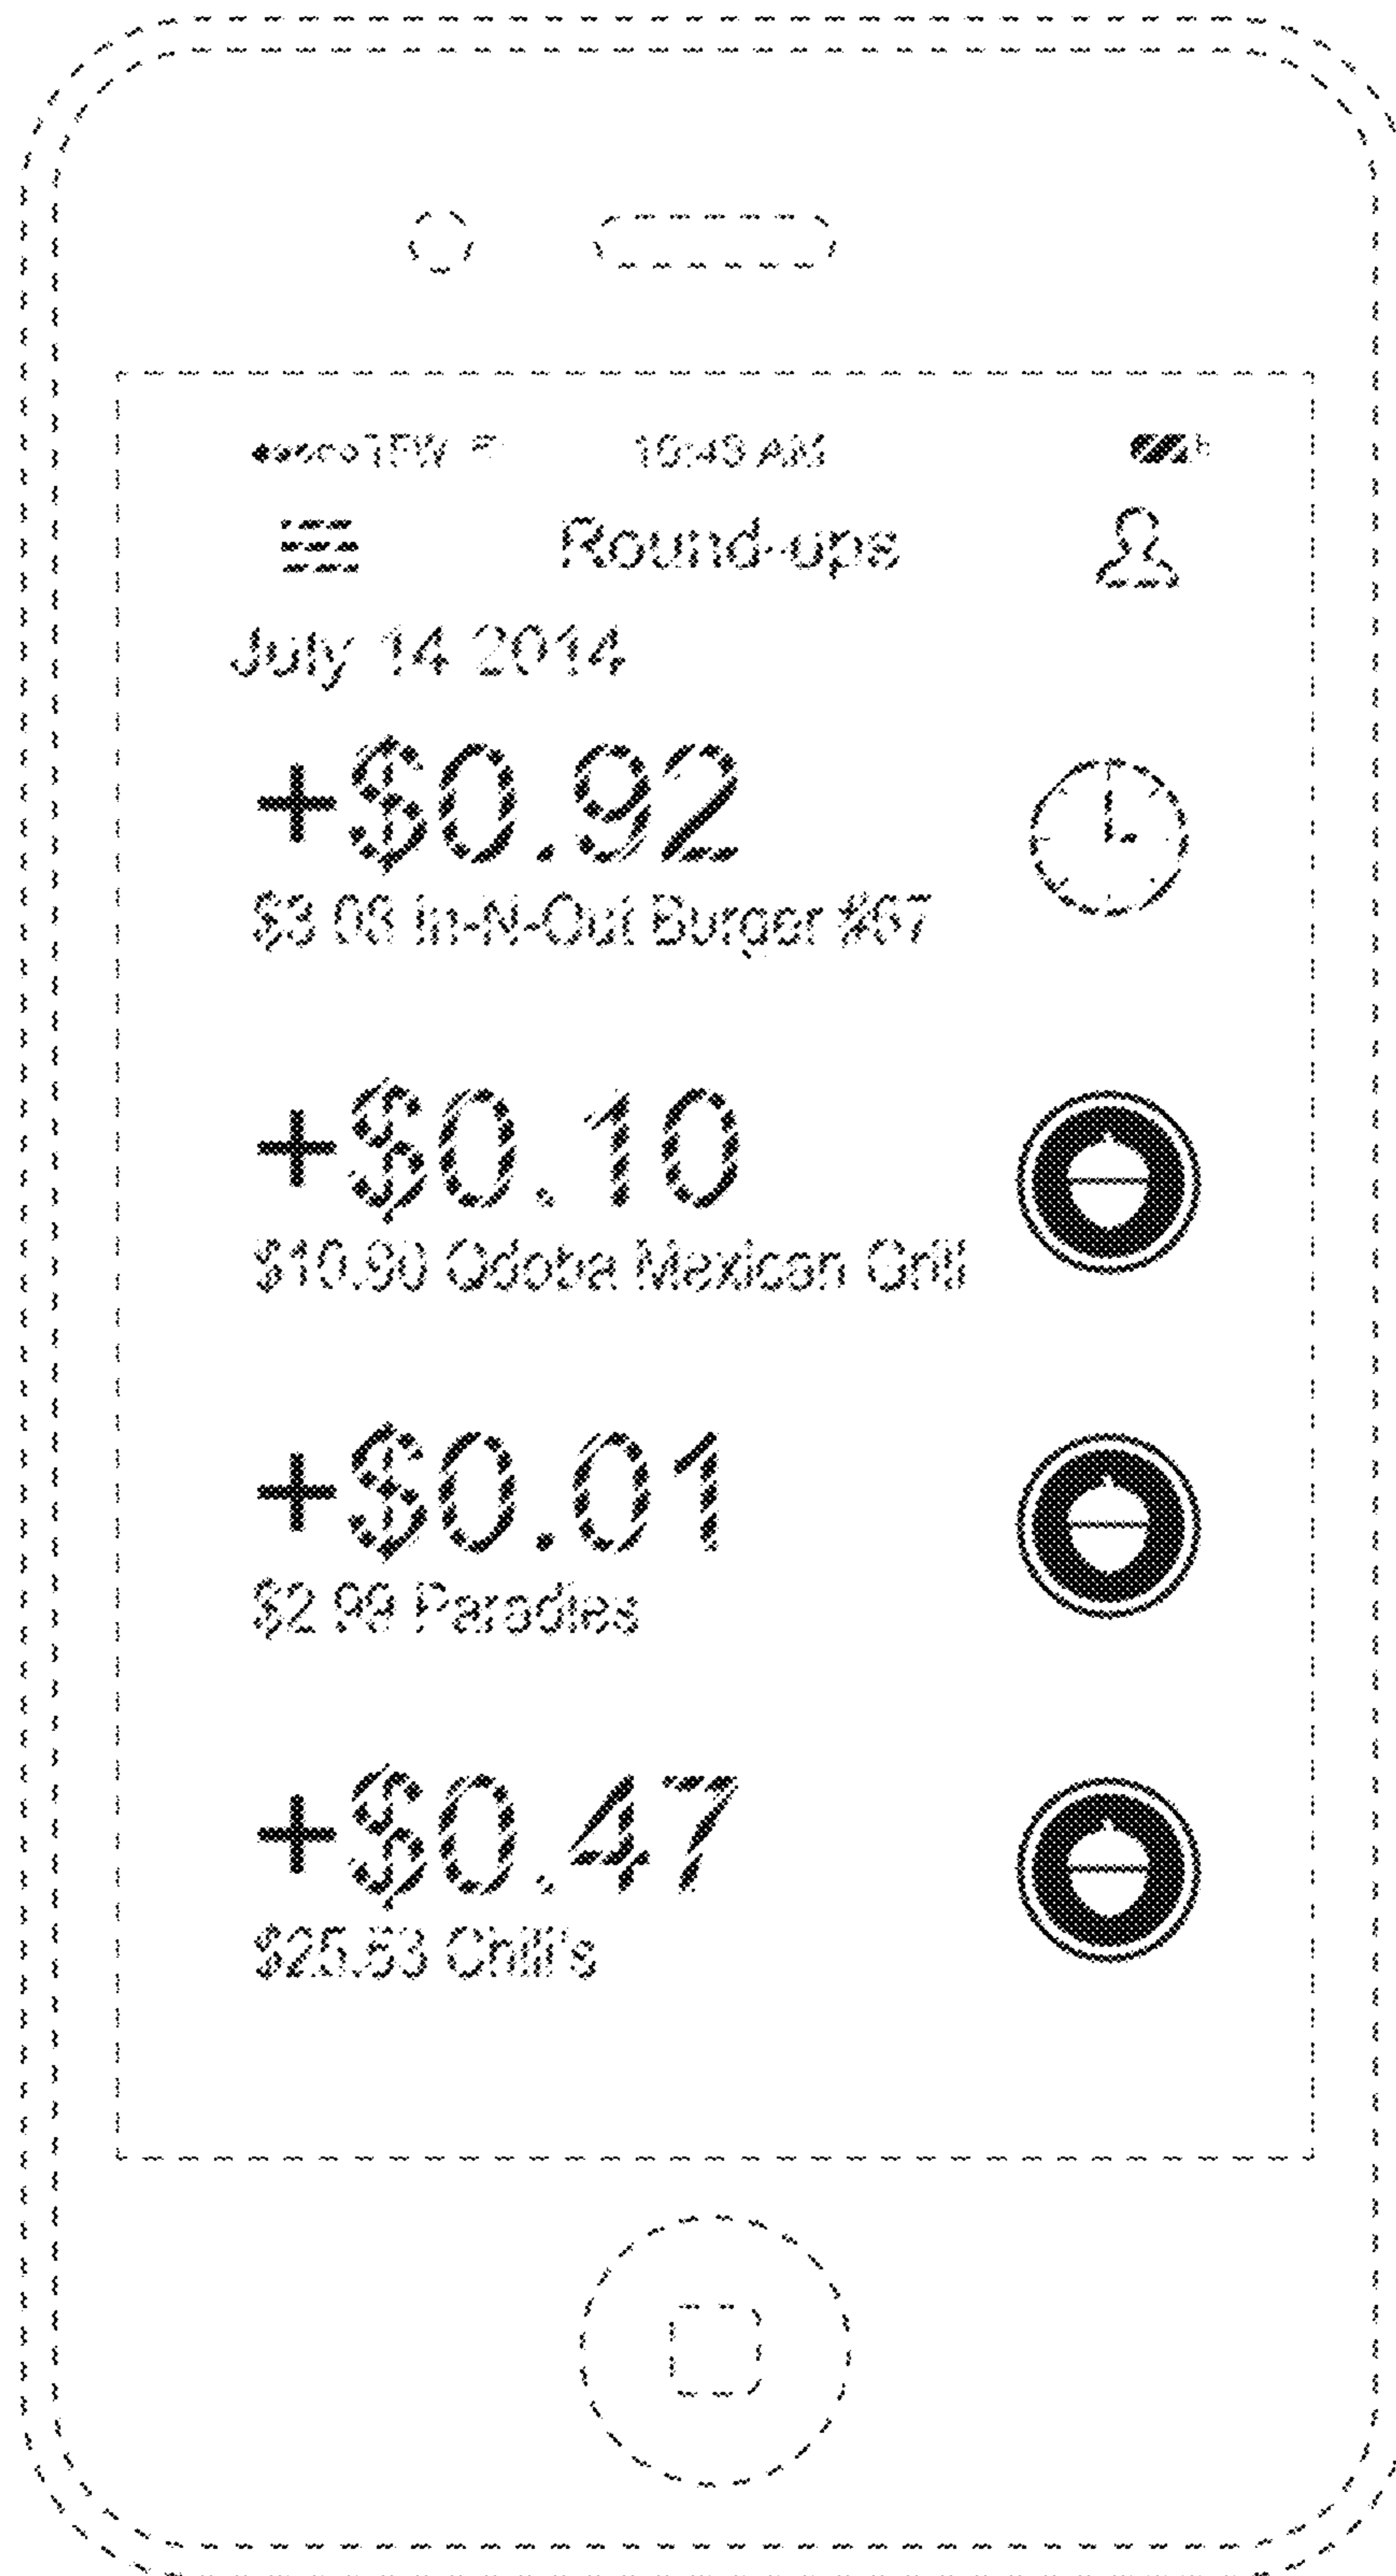 TFW 10:49 AM
Round-ups
July 14 2014
+$0.92
$3.08 In-N-Out Burger #67
+$0.10
$10.90 Qdoba Mexican Grill
+$0.01
$2.99 Paradies
+$0.47
$25.53 Chili's